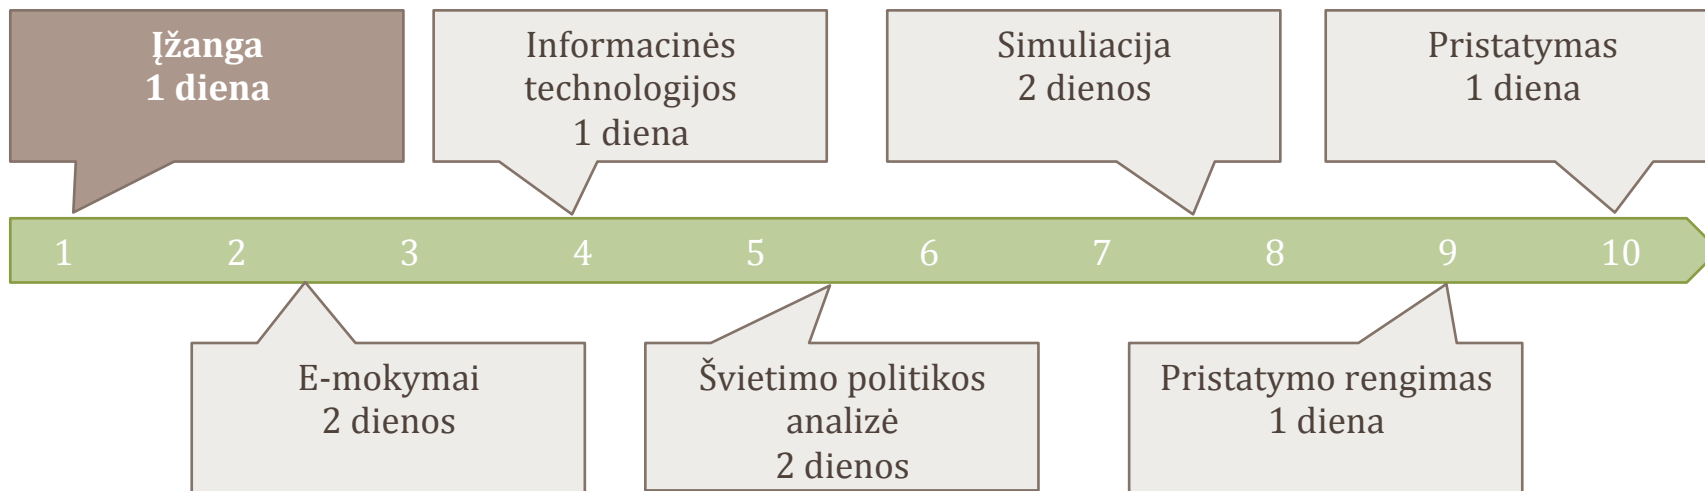 Įžanga
1 diena
Informacinės
technologijos
1 diena
Simuliacija
2 dienos
Pristatymas
1 diena
1 2 3 4 5 6 7 8 9 10
E-mokymai
2 dienos
Švietimo politikos
analizė
2 dienos
Pristatymo rengimas
1 diena